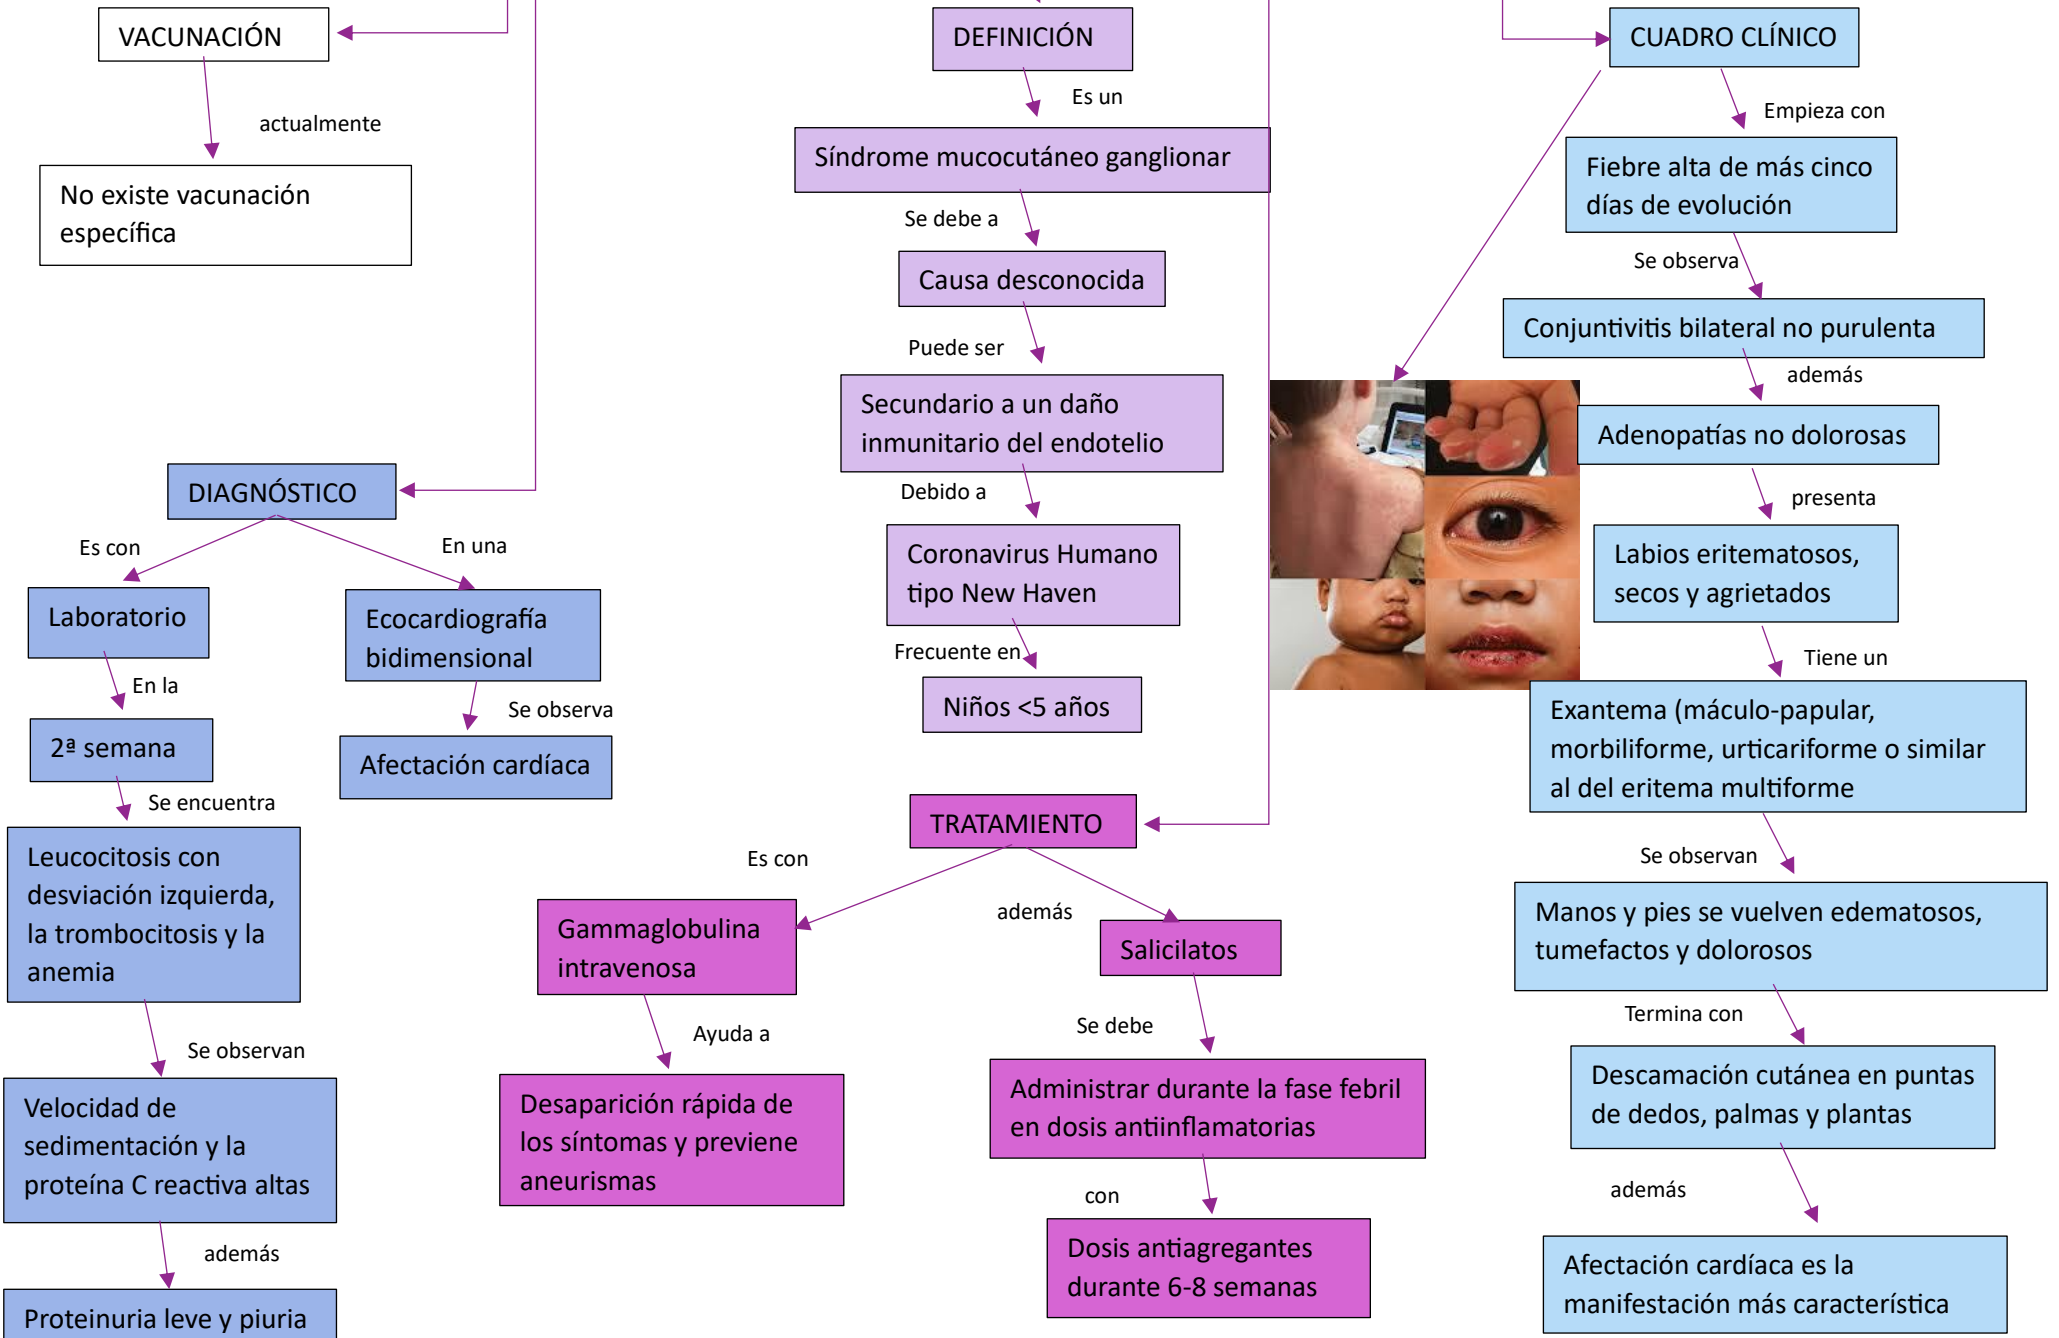 VACUNACIÓN
actualmente
No existe vacunación
específica
DIAGNÓSTICO
Es con
En una
Laboratorio
En la
2ª semana
Se encuentra
Leucocitosis con
desviación izquierda,
la trombocitosis y la
anemia
Se observan
Velocidad de
sedimentación y la
proteína C reactiva altas
además
Proteinuria leve y piuria
Ecocardiografía
bidimensional
Se observa
Afectación cardíaca
DEFINICIÓN
Es un
Síndrome mucocutáneo ganglionar
Se debe a
Causa desconocida
Puede ser
Secundario a un daño
inmunitario del endotelio
Debido a
Coronavirus Humano
tipo New Haven
Frecuente en
Niños <5 años
TRATAMIENTO
Es con
además
Gammaglobulina
intravenosa
Ayuda a
Desaparición rápida de
los síntomas y previene
aneurismas
Salicilatos
Se debe
Administrar durante la fase febril
en dosis antiinflamatorias
con
Dosis antiagregantes
durante 6-8 semanas
CUADRO CLÍNICO
Empieza con
Fiebre alta de más cinco
días de evolución
Se observa
Conjuntivitis bilateral no purulenta
además
Adenopatías no dolorosas
presenta
Labios eritematosos,
secos y agrietados
Tiene un
Exantema (máculo-papular,
morbiliforme, urticariforme o similar
al del eritema multiforme
Se observan
Manos y pies se vuelven edematosos,
tumefactos y dolorosos
Termina con
Descamación cutánea en puntas
de dedos, palmas y plantas
además
Afectación cardíaca es la
manifestación más característica